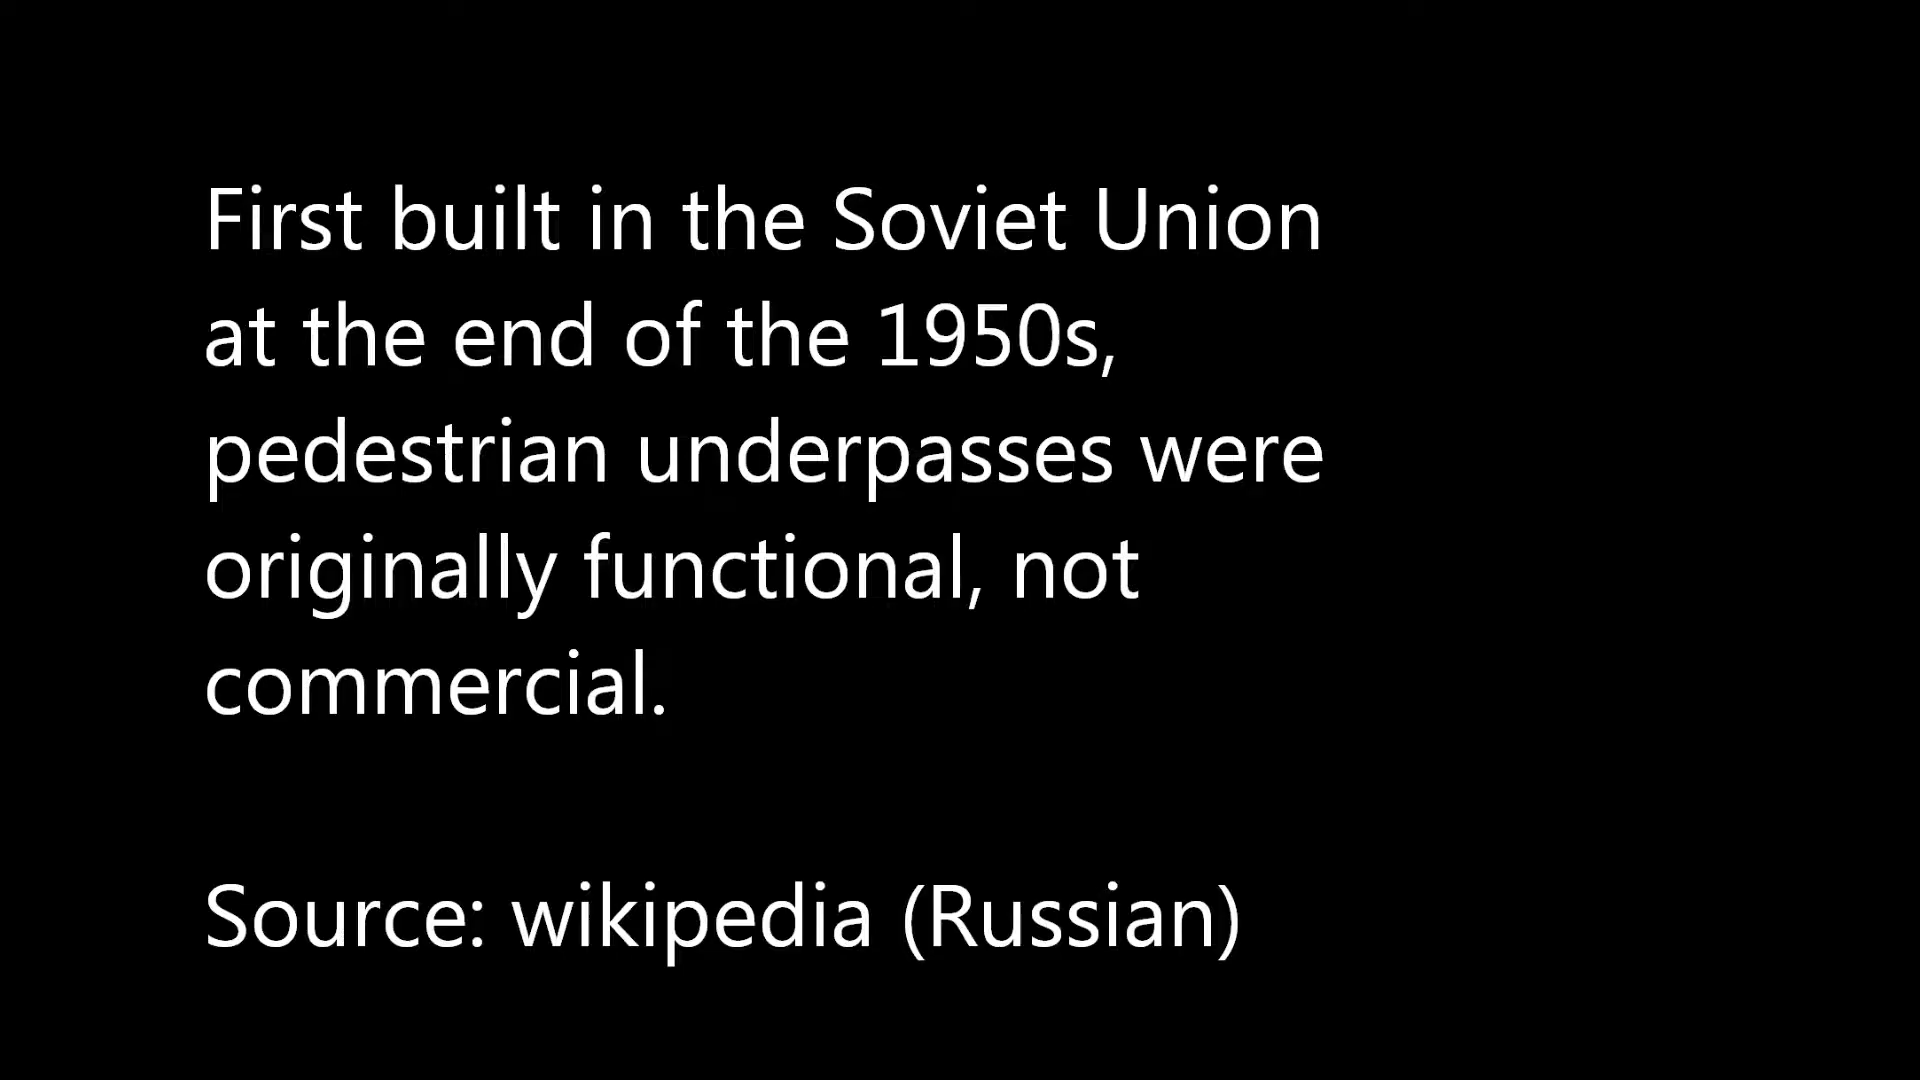 First built in the Soviet Union
at the end of the 1950s,
pedestrian underpasses were
originally functional, not
commercial.
Source: wikipedia (Russian)